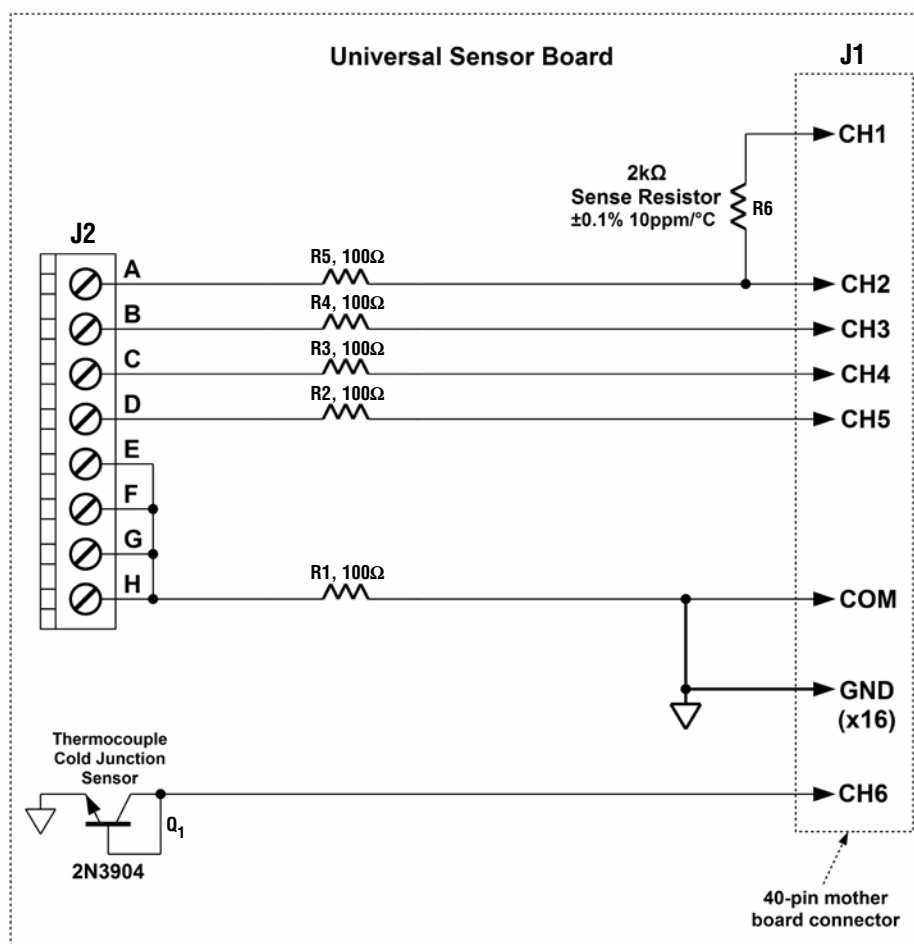 Universal Sensor Board
J1
CH1
2kΩ
Sense Resistor
±0.1% 10ppm/°C
R6
J2
A
R5, 100Ω
CH2
B
R4, 100Ω
CH3
C
R3, 100Ω
CH4
D
R2, 100Ω
CH5
E
F
G
H
R1, 100Ω
COM
GND
(x16)
Thermocouple
Cold Junction
Sensor
CH6
Q1
2N3904
40-pin mother
board connector